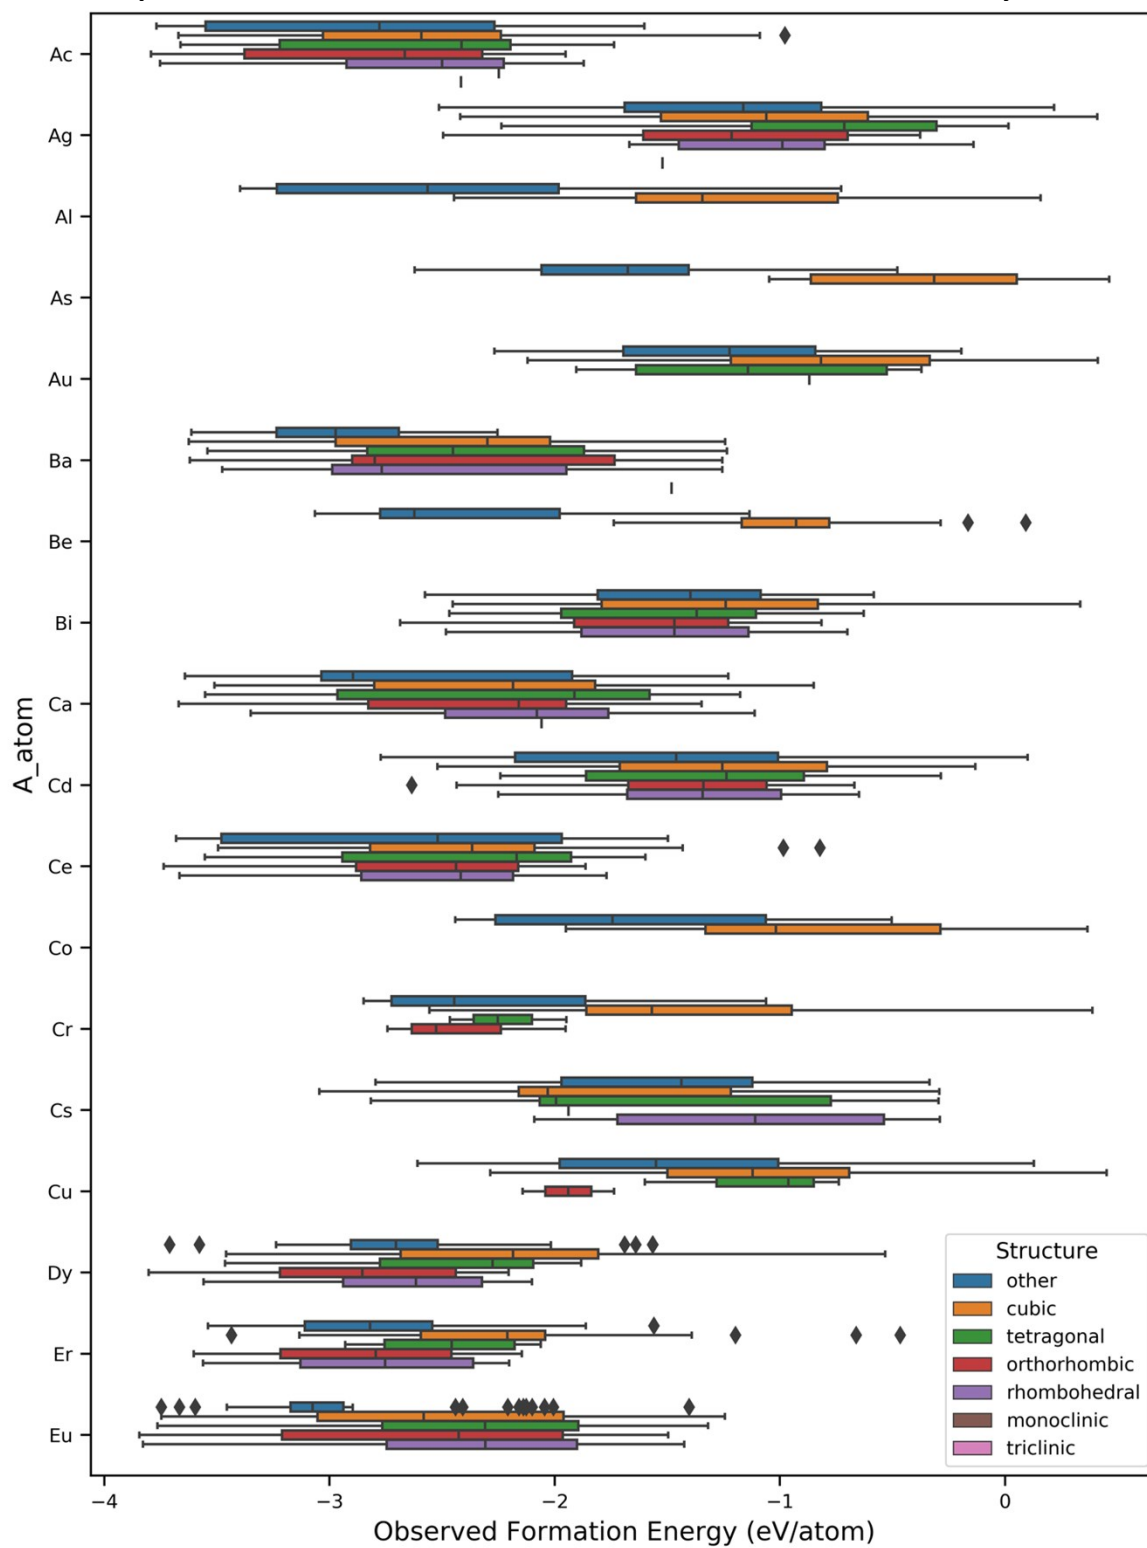 Ac
Ag
Al
As
Au
Ba
Be
Bi
Ca
Cd
Ce
Co
Cr
Cs
Cu
Dy
Er
Eu
A_atom
Structure
other
cubic
tetragonal
orthorhombic
rhombohedral
monoclinic
triclinic
−4 −3 −2 −1 0
Observed Formation Energy (eV/atom)